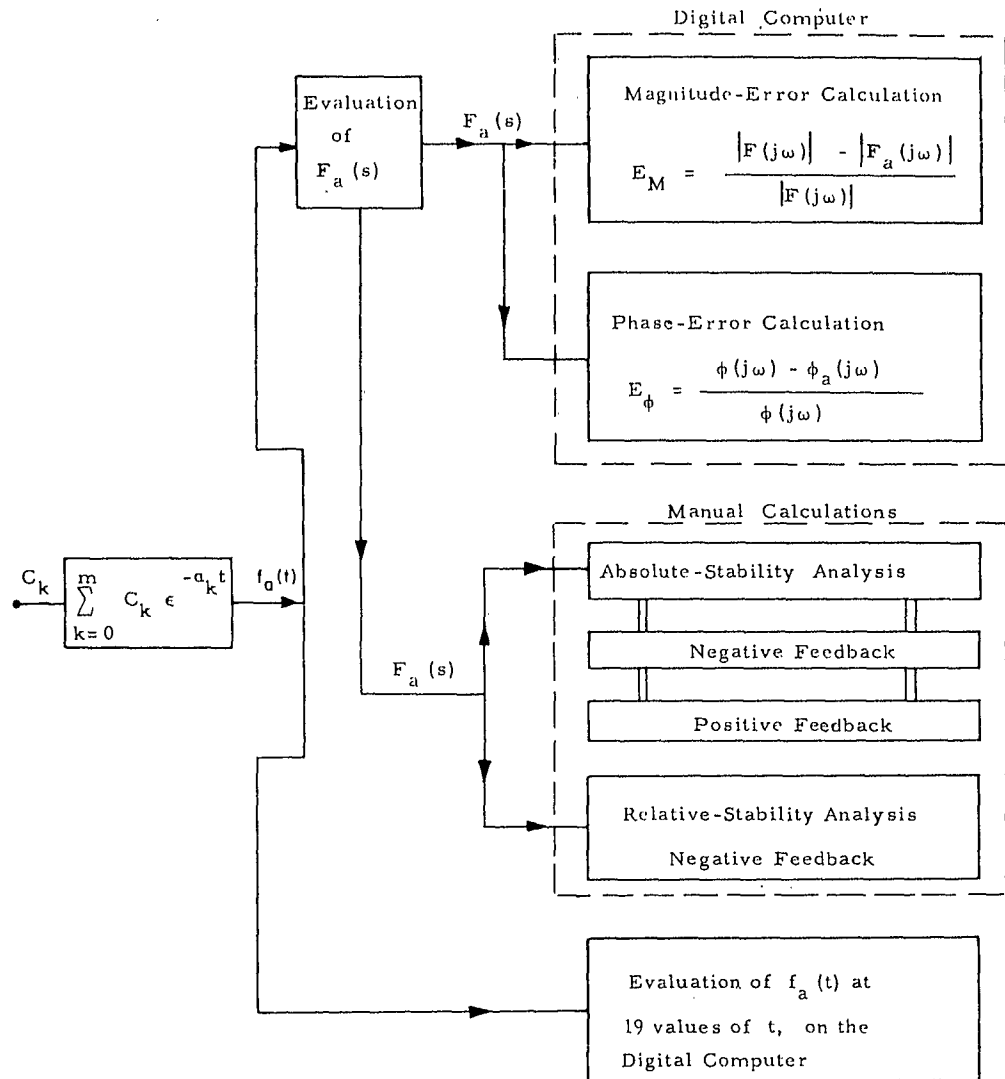 Digital Computer
Evaluation
of
F_a(s)
F_a(s)
Magnitude-Error Calculation
E_M = (|F(jω)| - |F_a(jω)|) / |F(jω)|
Phase-Error Calculation
E_ϕ = (ϕ(jω) - ϕ_a(jω)) / ϕ(jω)
Manual Calculations
C_k
∑_{k=0}^{m} C_k ϵ^{-a_k t}
f_a(t)
F_a(s)
Absolute-Stability Analysis
Negative Feedback
Positive Feedback
Relative-Stability Analysis
Negative Feedback
Evaluation of f_a(t) at
19 values of t, on the
Digital Computer